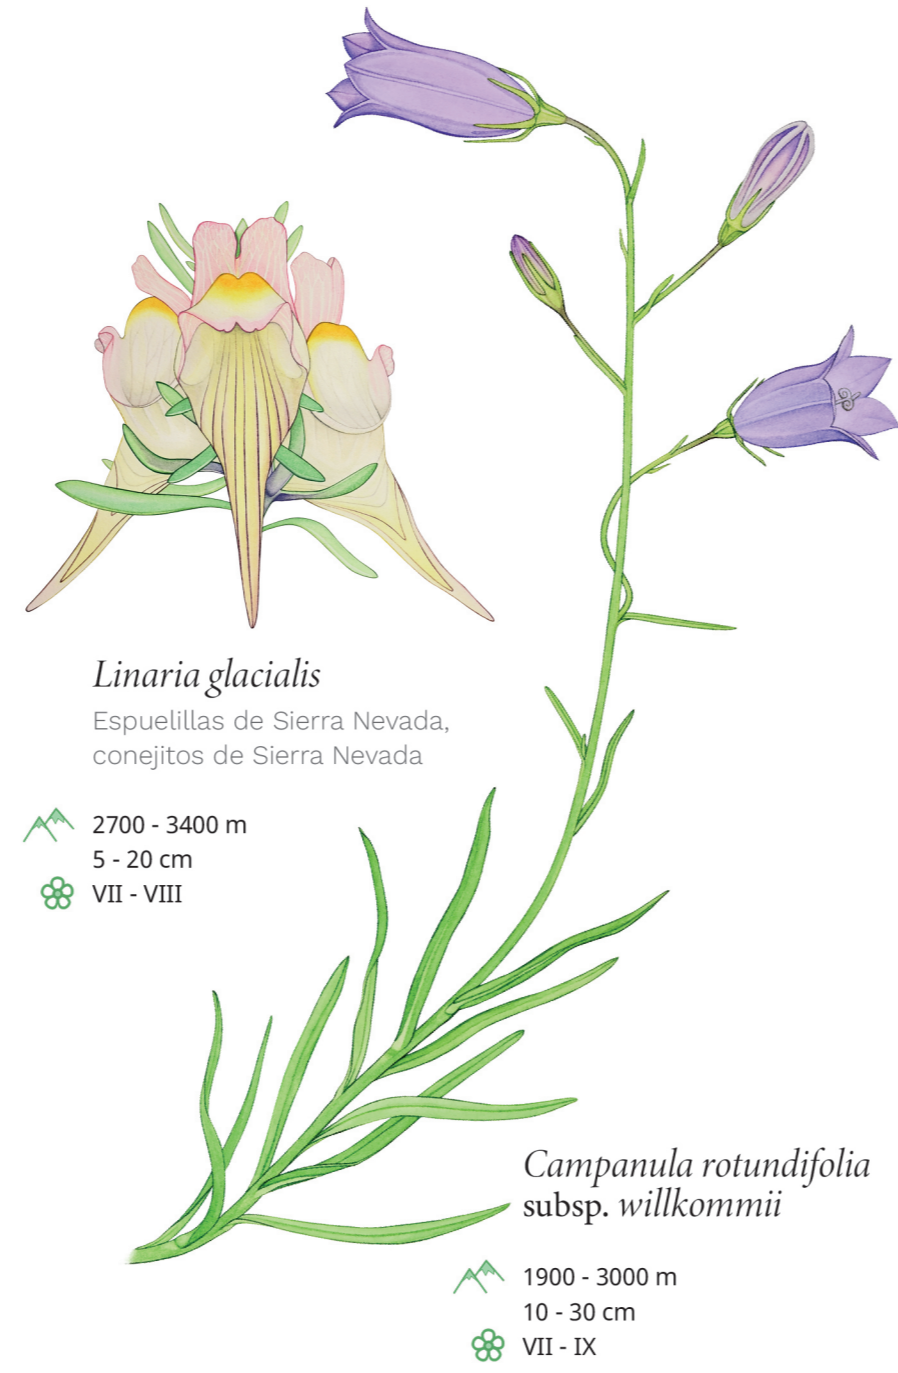 Linaria glacialis
Espuelillas de Sierra Nevada,
conejitos de Sierra Nevada
2700 - 3400 m
5 - 20 cm
VII - VIII
Campanula rotundifolia
subsp. willkommii
1900 - 3000 m
10 - 30 cm
VII - IX